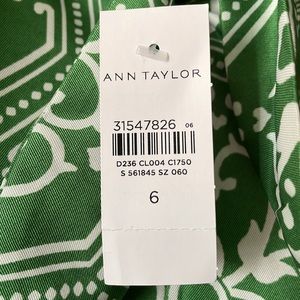 ANN TAYLOR
31547826 06
D236 CL004 C1750
S 561845 SZ 060
6